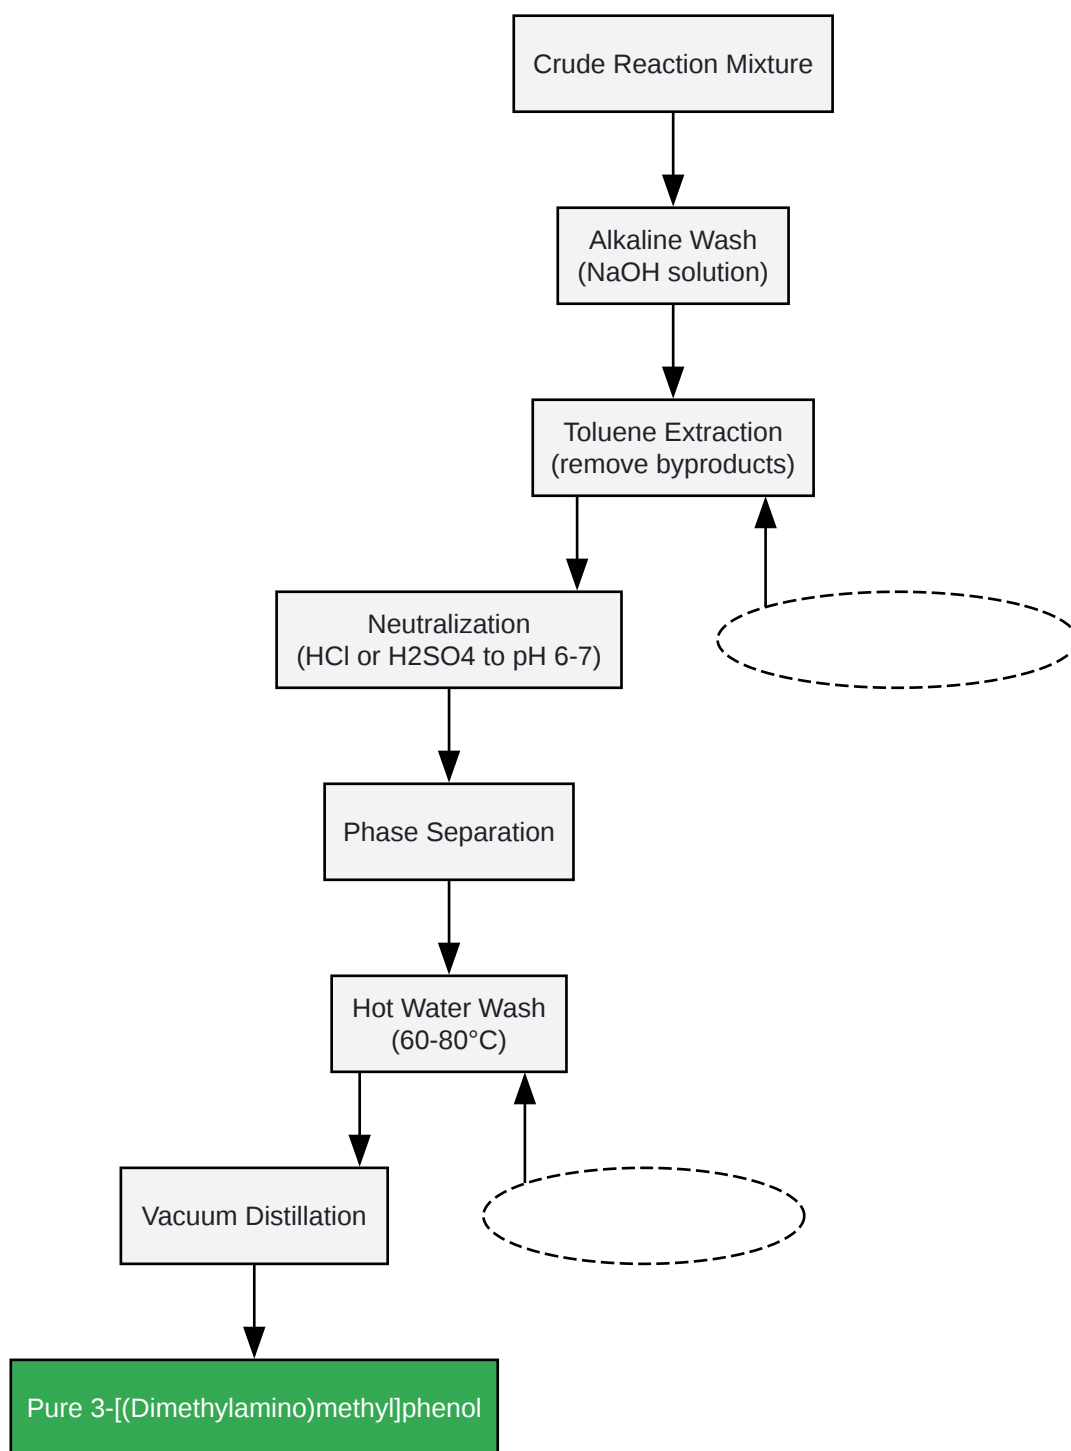 Crude Reaction Mixture
Alkaline Wash
(NaOH solution)
Toluene Extraction
(remove byproducts)
Neutralization
(HCl or H2SO4 to pH 6-7)
Phase Separation
Hot Water Wash
(60-80°C)
Vacuum Distillation
Pure 3-[(Dimethylamino)methyl]phenol